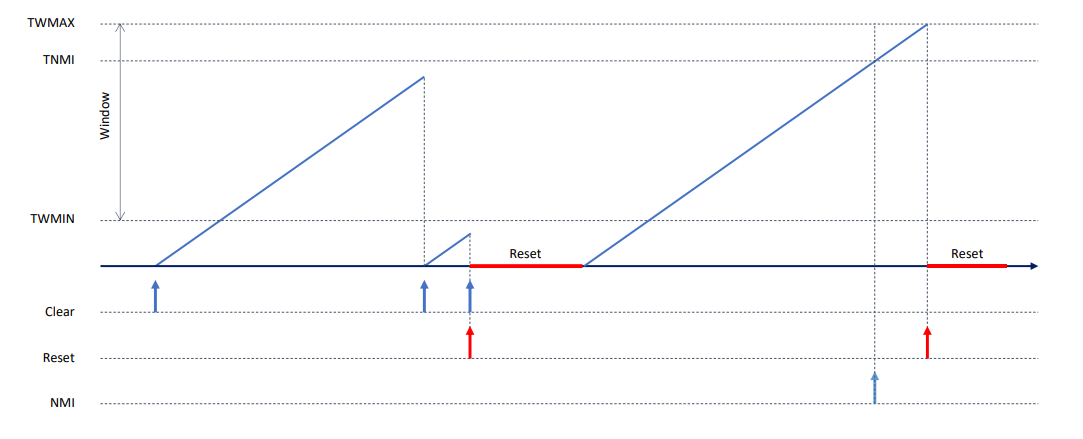 TWMAX
TNMI
Window
TWMIN
Reset
Reset
Clear
Reset
NMI